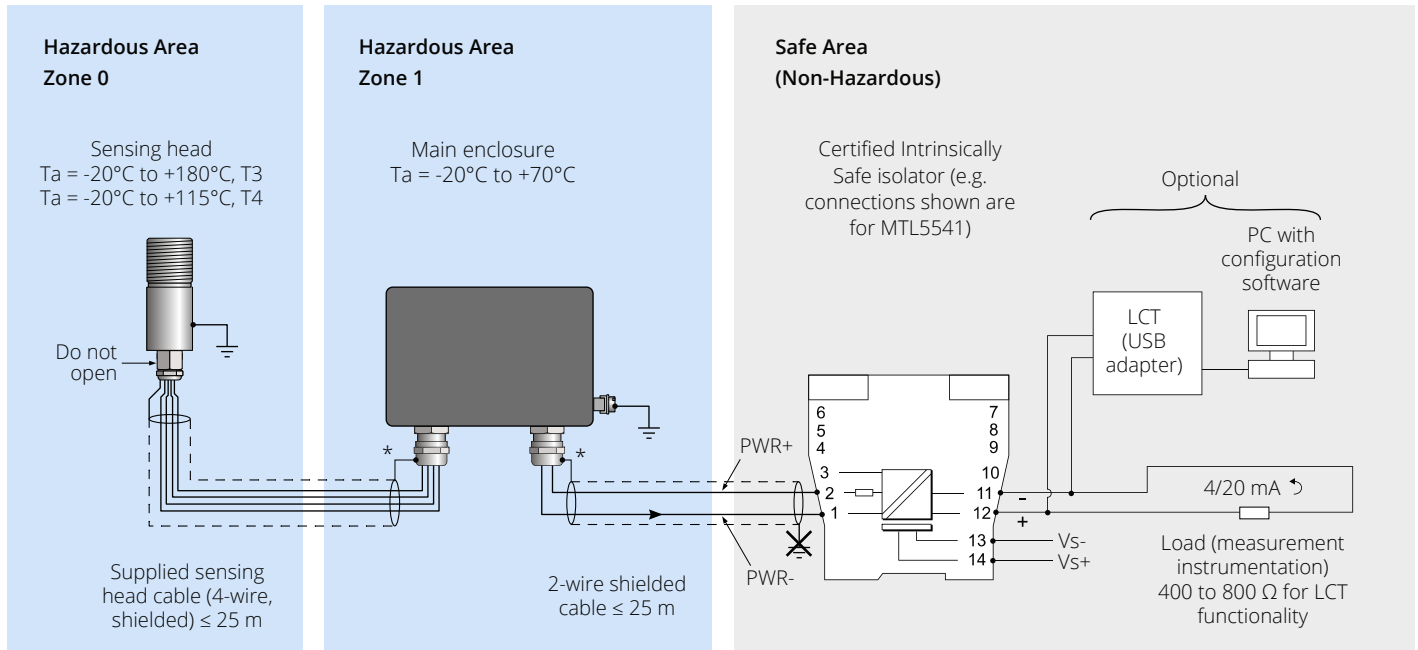 Hazardous Area
Zone 0
Sensing head
Ta = -20°C to +180°C, T3
Ta = -20°C to +115°C, T4
Do not
open
Supplied sensing
head cable (4-wire,
shielded) ≤ 25 m
Hazardous Area
Zone 1
Main enclosure
Ta = -20°C to +70°C
*
*
2-wire shielded
cable ≤ 25 m
PWR+
PWR-
Safe Area
(Non-Hazardous)
Certified Intrinsically
Safe isolator (e.g.
connections shown are
for MTL5541)
6
5
4
3
2
1
7
8
9
10
11
12
13
14
-
+
Vs-
Vs+
Optional
PC with
configuration
software
LCT
(USB
adapter)
4/20 mA
Load (measurement
instrumentation)
400 to 800 Ω for LCT
functionality